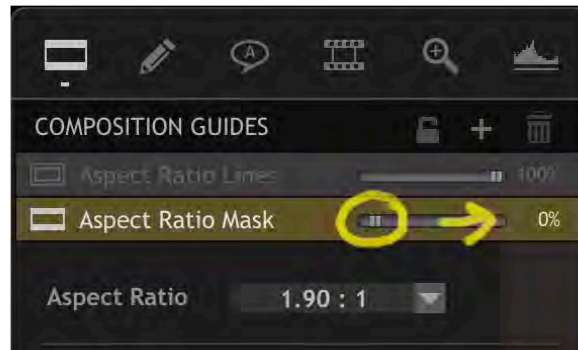 A
COMPOSITION GUIDES
Aspect Ratio Lines 100%
Aspect Ratio Mask 0%
Aspect Ratio 1.90 : 1